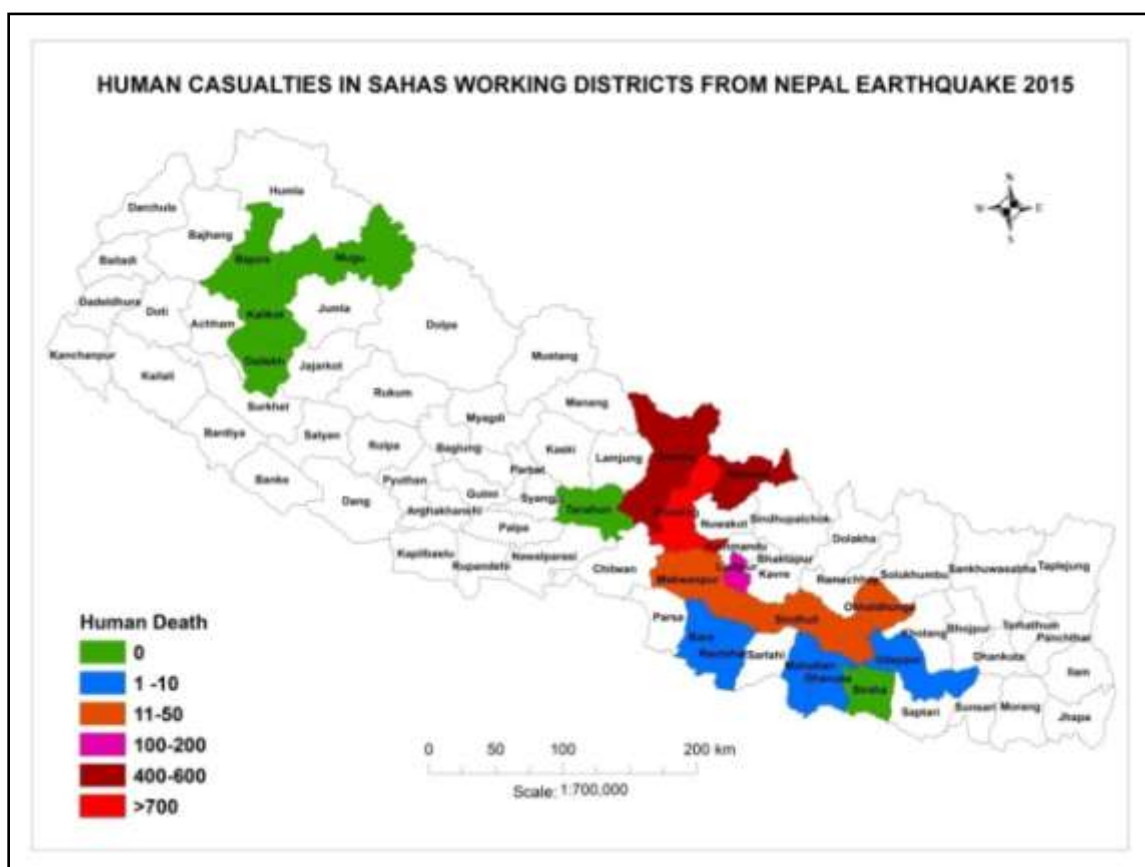 HUMAN CASUALTIES IN SAHAS WORKING DISTRICTS FROM NEPAL EARTHQUAKE 2015
N
W E
S
Humla
Darchula
Bajhang
Baitadi
Bajura
Mugu
Dadeldhura
Doti
Achham
Kalikot
Jumla
Dolpa
Kanchanpur
Kailali
Dailekh
Jajarkot
Mustang
Surkhet
Rukum
Manang
Bardiya
Salyan
Rolpa
Myagdi
Baglung
Kaski
Lamjung
Gorkha
Banke
Dang
Pyuthan
Parbat
Gulmi
Syangja
Tanahun
Dhading
Nuwakot
Sindhupalchok
Arghakhanchi
Palpa
Dolakha
Kapilbastu
Rupandehi
Nawalparasi
Chitwan
Kathmandu
Lalitpur
Bhaktapur
Kavre
Ramechhap
Solukhumbu
Sankhuwasabha
Taplejung
Makwanpur
Parsa
Sindhuli
Okhaldhunga
Khotang
Bhojpur
Terhathum
Panchthar
Bara
Rautahat
Sarlahi
Mahottari
Dhanusa
Udaypur
Dhankuta
Ilam
Siraha
Saptari
Sunsari
Morang
Jhapa
Human Death
0
1 -10
11-50
100-200
400-600
>700
0 50 100 200 km
Scale: 1:700,000